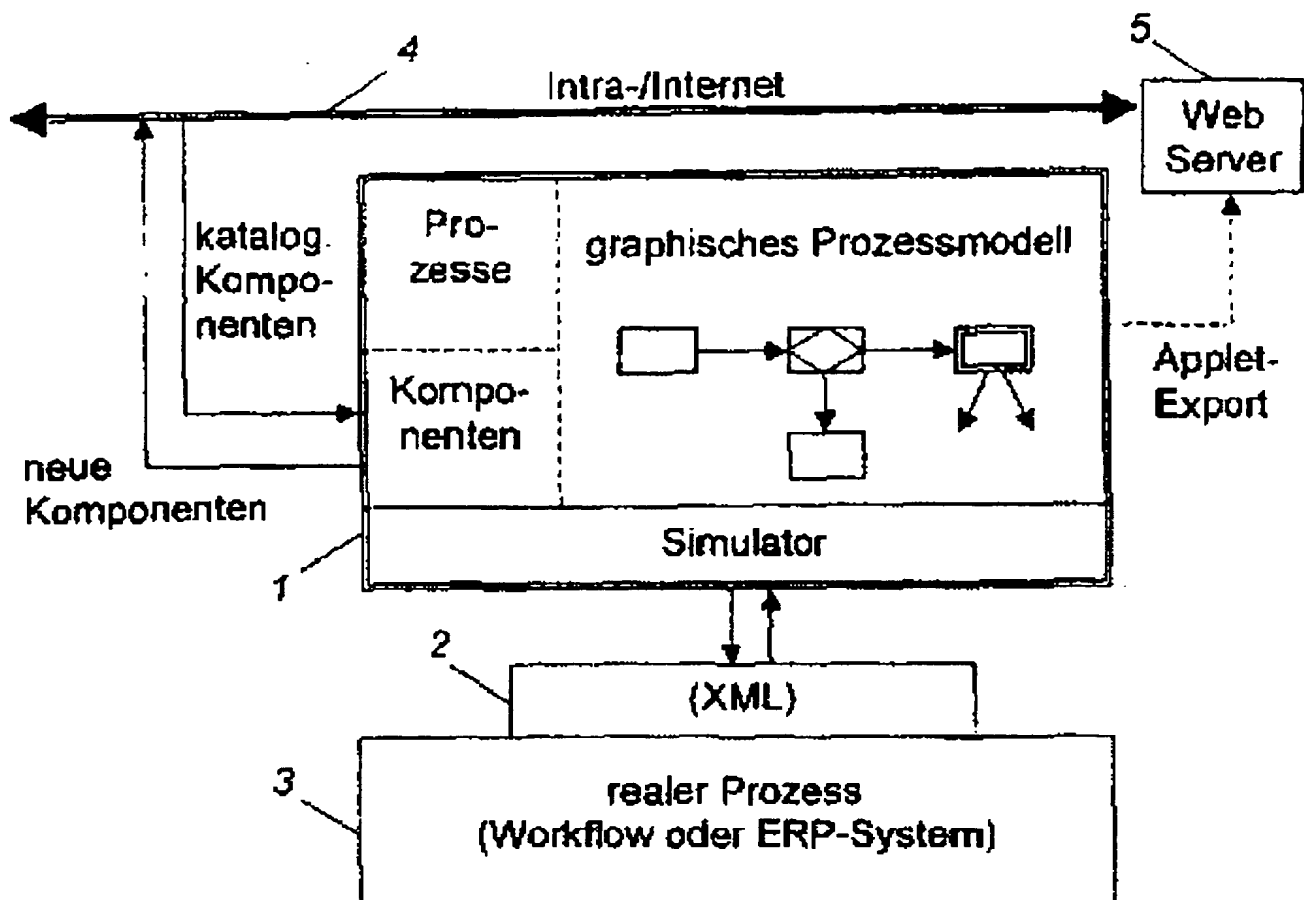 4
5
Intra-/Internet
Web
Server
katalog.
Kompo-
nenten
Pro-
zesse
graphisches Prozessmodell
Kompo-
nenten
Applet-
Export
neue
Komponenten
Simulator
1
2
(XML)
3
realer Prozess
(Workflow oder ERP-System)